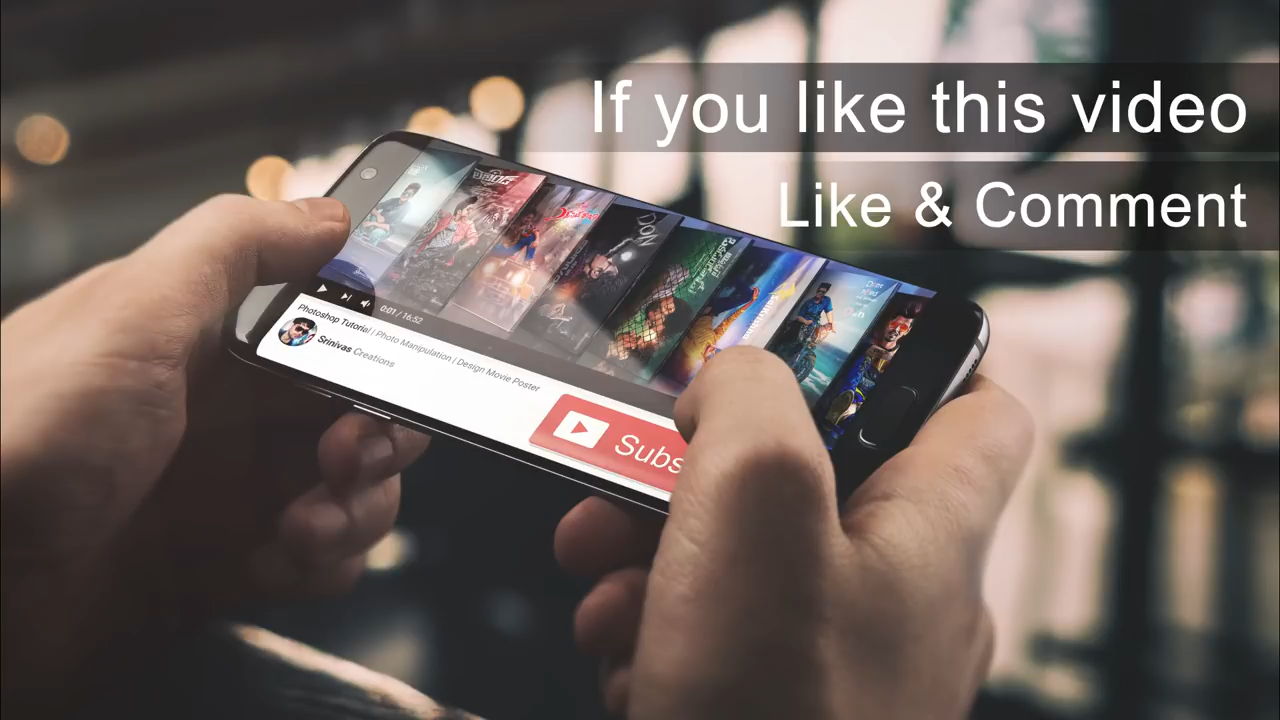 If you like this video
Like & Comment
DON
0:01 / 16:52
Photoshop Tutorial | Photo Manipulation | Design Movie Poster
Srinivas Creations
Subs